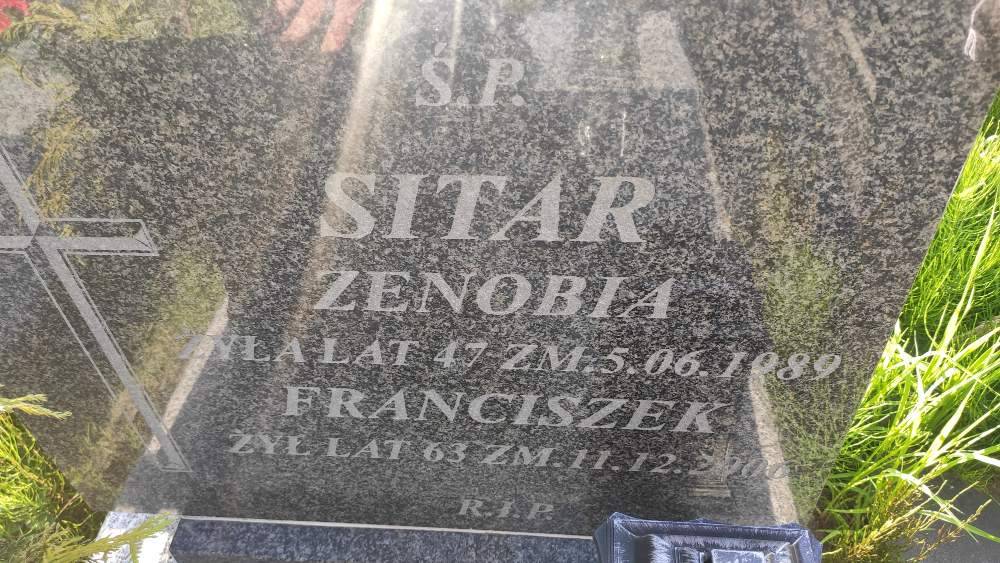 Ś.P.
SITAR
ZENOBIA
ŻYŁA LAT 47 ZM. 5.06.1989
FRANCISZEK
ŻYŁ LAT 63 ZM. 11.12.
R.I.P.